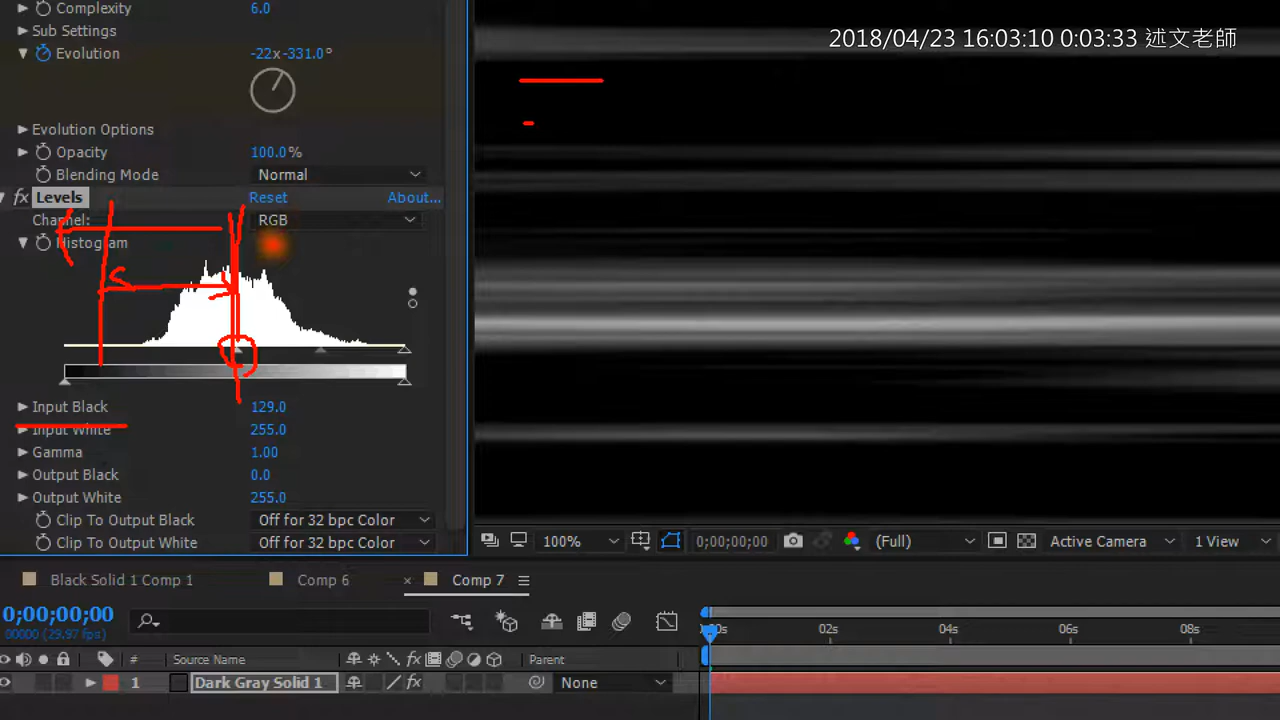 Complexity 6.0
Sub Settings
Evolution -22x-331.0°
Evolution Options
Opacity 100.0%
Blending Mode Normal
fx Levels Reset About...
Channel: RGB
Histogram
Input Black 129.0
Input White 255.0
Gamma 1.00
Output Black 0.0
Output White 255.0
Clip To Output Black Off for 32 bpc Color
Clip To Output White Off for 32 bpc Color
2018/04/23 16:03:10 0:03:33 述文老師
100% 0;00;00;00 (Full) Active Camera 1 View
Black Solid 1 Comp 1 Comp 6 × Comp 7
0;00;00;00
00000 (29.97 fps)
:00s 02s 04s 06s 08s
# Source Name fx Parent
1 Dark Gray Solid 1 fx None